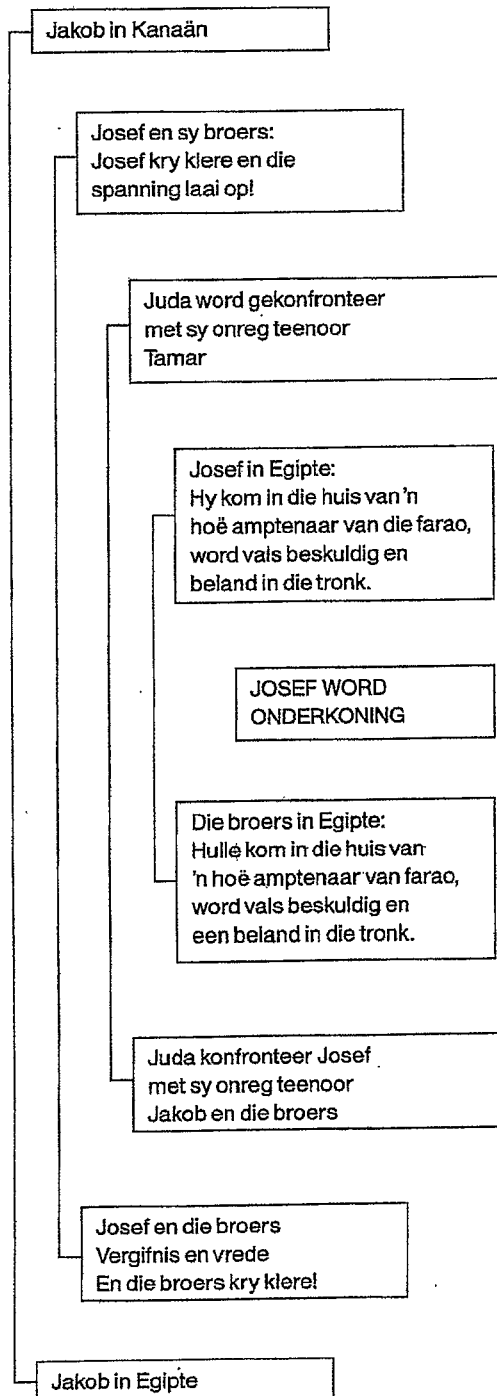 Jakob in Kanaän
Josef en sy broers:
Josef kry klere en die
spanning laai op!
Juda word gekonfronteer
met sy onreg teenoor
Tamar
Josef in Egipte:
Hy kom in die huis van 'n
hoë amptenaar van die farao,
word vals beskuldig en
beland in die tronk.
JOSEF WORD
ONDERKONING
Die broers in Egipte:
Hulle kom in die huis van
'n hoë amptenaar van farao,
word vals beskuldig en
een beland in die tronk.
Juda konfronteer Josef
met sy onreg teenoor
Jakob en die broers
Josef en die broers
Vergifnis en vrede
En die broers kry klere!
Jakob in Egipte